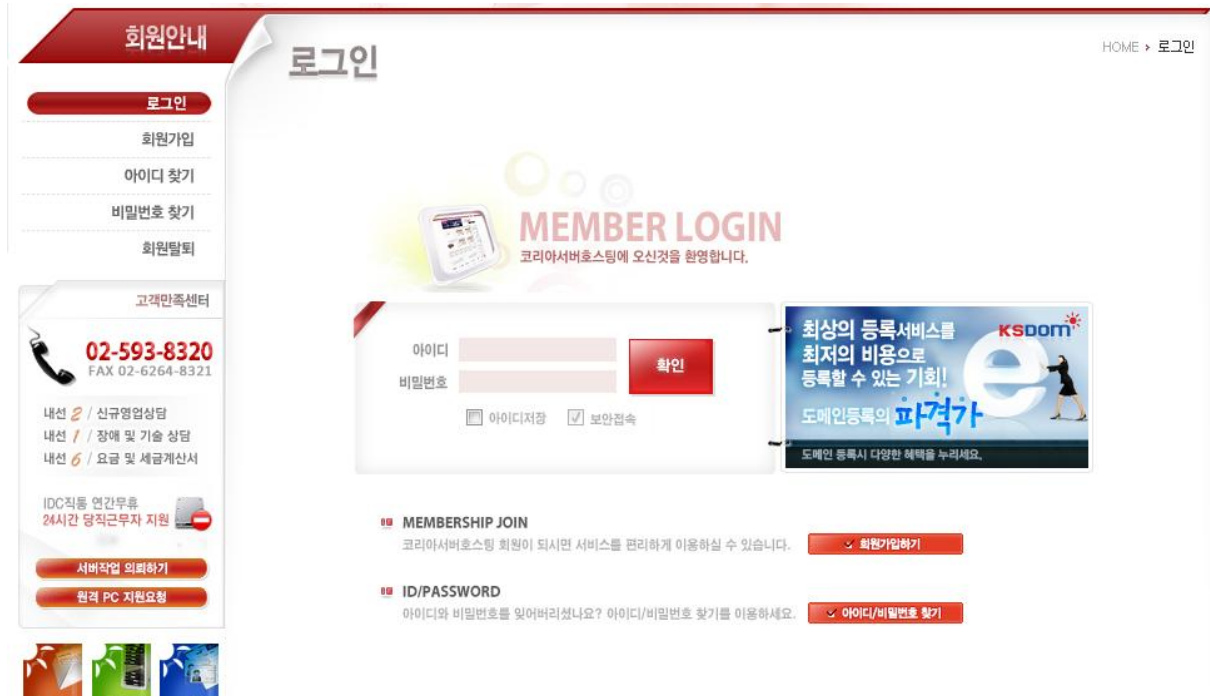 회원안내
로그인
HOME > 로그인
로그인
회원가입
아이디 찾기
비밀번호 찾기
회원탈퇴
고객만족센터
02-593-8320
FAX 02-6264-8321
내선 2 / 신규영업상담
내선 1 / 장애 및 기술 상담
내선 6 / 요금 및 세금계산서
IDC직통 연간무휴
24시간 당직근무자 지원
서버작업 의뢰하기
원격 PC 지원요청
MEMBER LOGIN
코리아서버호스팅에 오신것을 환영합니다.
아이디
비밀번호
확인
아이디저장
보안접속
최상의 등록서비스를
최저의 비용으로
등록할 수 있는 기회!
도메인등록의 파격가
도메인 등록시 다양한 혜택을 누리세요.
KSDOM
e
MEMBERSHIP JOIN
코리아서버호스팅 회원이 되시면 서비스를 편리하게 이용하실 수 있습니다.
회원가입하기
ID/PASSWORD
아이디와 비밀번호를 잊어버리셨나요? 아이디/비밀번호 찾기를 이용하세요.
아이디/비밀번호 찾기